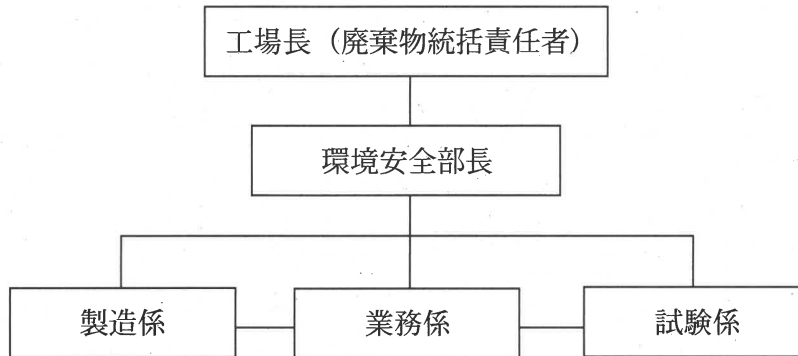 工場長（廃棄物統括責任者）
環境安全部長
製造係
業務係
試験係